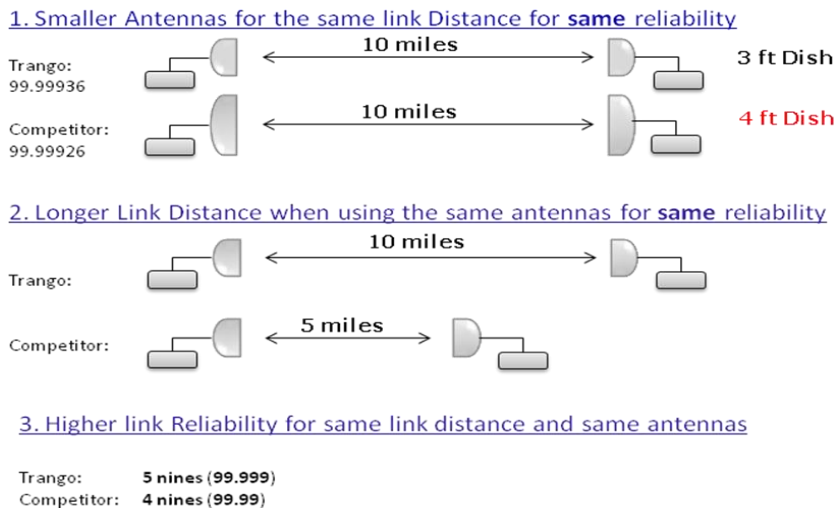 1. Smaller Antennas for the same link Distance for same reliability
10 miles
Trango:
99.99936
3 ft Dish
10 miles
Competitor:
99.99926
4 ft Dish
2. Longer Link Distance when using the same antennas for same reliability
10 miles
Trango:
5 miles
Competitor:
3. Higher link Reliability for same link distance and same antennas
Trango: 5 nines (99.999)
Competitor: 4 nines (99.99)